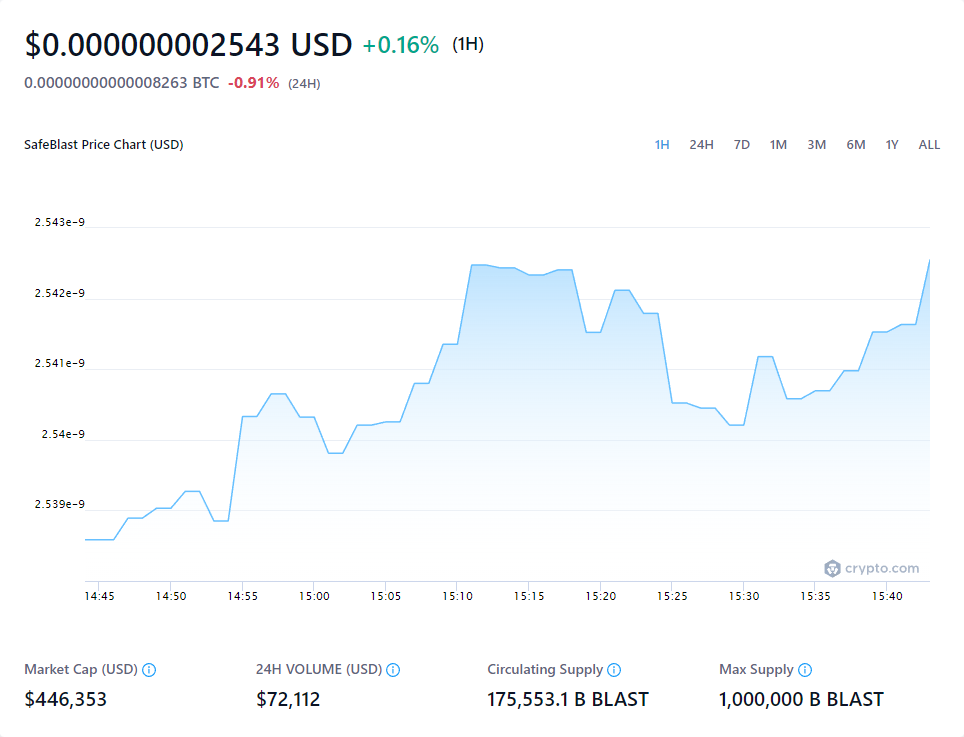 $0.000000002543 USD +0.16% (1H)
0.00000000000008263 BTC -0.91% (24H)
SafeBlast Price Chart (USD) 1H 24H 7D 1M 3M 6M 1Y ALL
2.543e-9
2.542e-9
2.541e-9
2.54e-9
2.539e-9
crypto.com
14:45 14:50 14:55 15:00 15:05 15:10 15:15 15:20 15:25 15:30 15:35 15:40
Market Cap (USD) 24H VOLUME (USD) Circulating Supply Max Supply
$446,353 $72,112 175,553.1 B BLAST 1,000,000 B BLAST